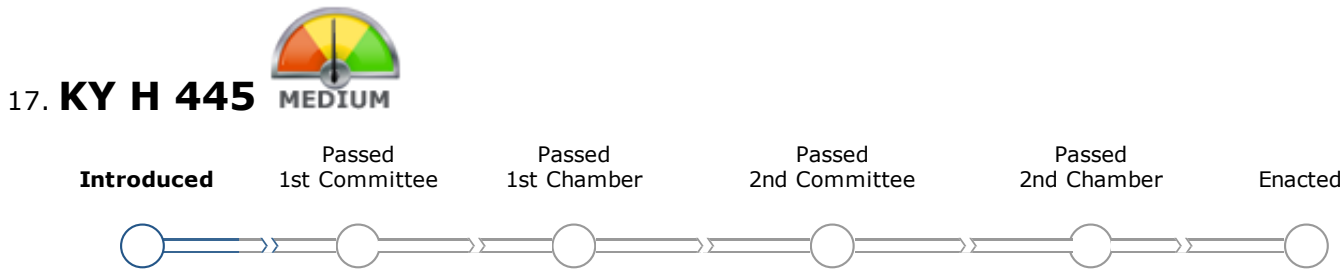 17. KY H 445 MEDIUM
Introduced
Passed
1st Committee
Passed
1st Chamber
Passed
2nd Committee
Passed
2nd Chamber
Enacted